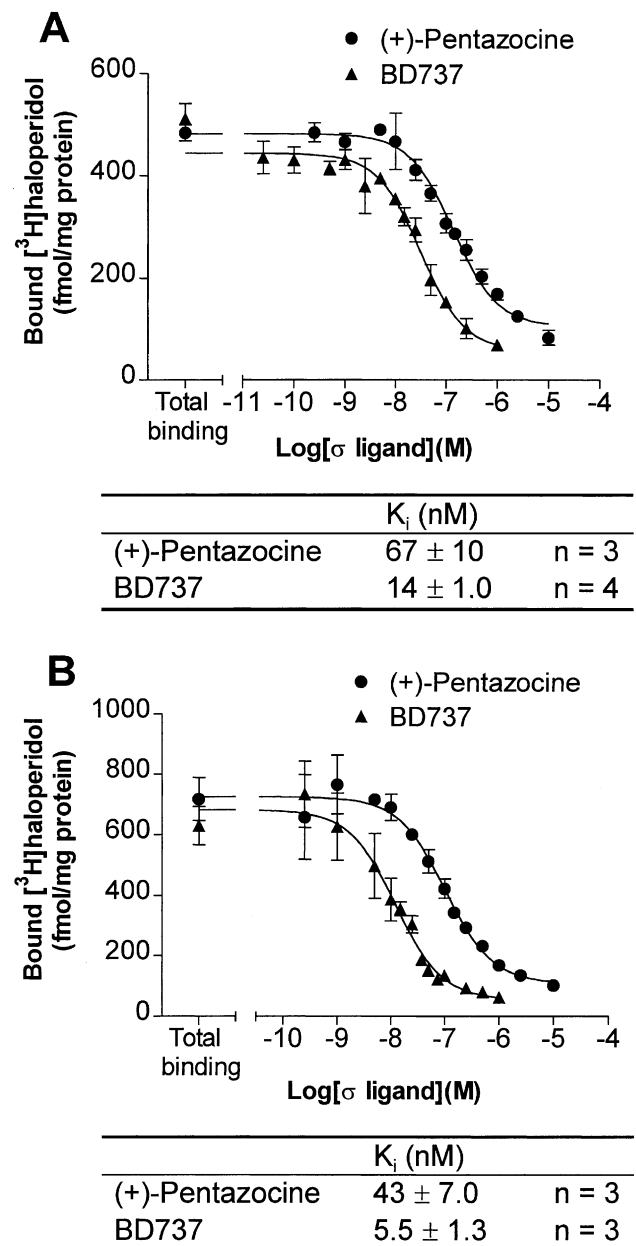 A
(+)-Pentazocine
BD737
Bound [³H]haloperidol
(fmol/mg protein)
600
400
200
0
Total
binding
-11 -10 -9 -8 -7 -6 -5 -4
Log[σ ligand](M)
Kᵢ (nM)
(+)-Pentazocine 67 ± 10 n = 3
BD737 14 ± 1.0 n = 4
B
(+)-Pentazocine
BD737
Bound [³H]haloperidol
(fmol/mg protein)
1000
800
600
400
200
0
Total
binding
-10 -9 -8 -7 -6 -5 -4
Log[σ ligand](M)
Kᵢ (nM)
(+)-Pentazocine 43 ± 7.0 n = 3
BD737 5.5 ± 1.3 n = 3